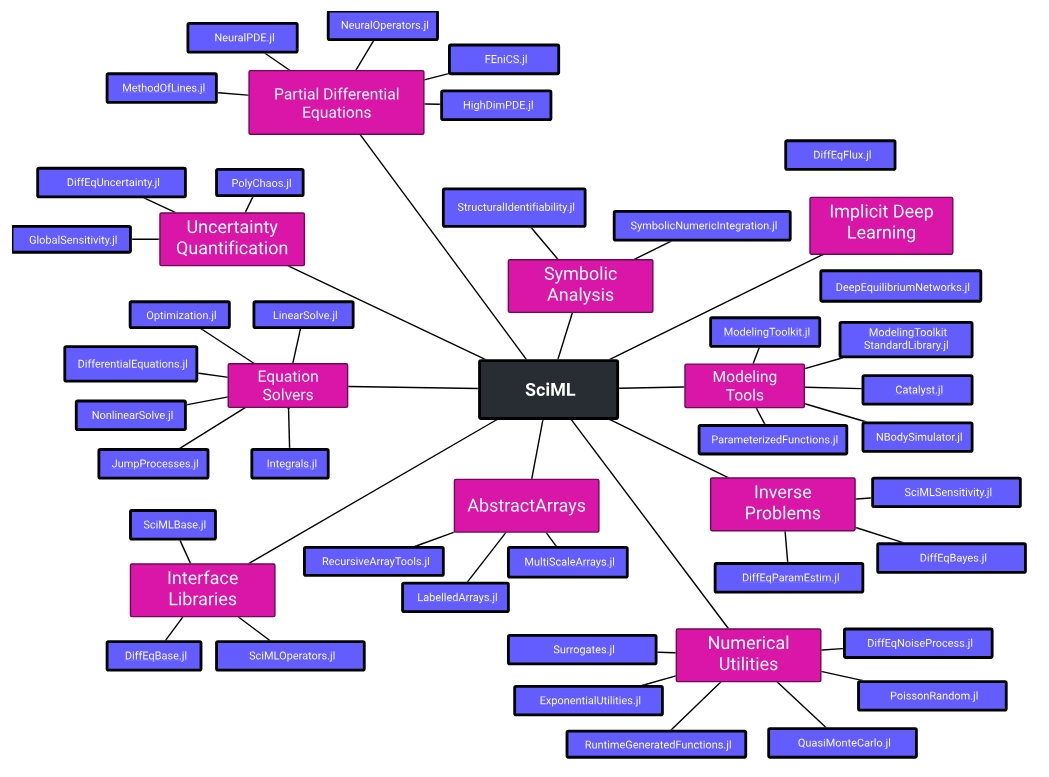 NeuralPDE.jl
NeuralOperators.jl
FEniCS.jl
MethodOfLines.jl
Partial Differential
Equations
HighDimPDE.jl
DiffEqFlux.jl
DiffEqUncertainty.jl
PolyChaos.jl
GlobalSensitivity.jl
Uncertainty
Quantification
StructuralIdentifiability.jl
SymbolicNumericIntegration.jl
Implicit Deep
Learning
Symbolic
Analysis
DeepEquilibriumNetworks.jl
Optimization.jl
LinearSolve.jl
DifferentialEquations.jl
Equation
Solvers
NonlinearSolve.jl
JumpProcesses.jl
Integrals.jl
SciML
ModelingToolkit.jl
ModelingToolkit
StandardLibrary.jl
Modeling
Tools
Catalyst.jl
ParameterizedFunctions.jl
NBodySimulator.jl
Inverse
Problems
SciMLSensitivity.jl
DiffEqBayes.jl
DiffEqParamEstim.jl
AbstractArrays
RecursiveArrayTools.jl
MultiScaleArrays.jl
LabelledArrays.jl
SciMLBase.jl
Interface
Libraries
DiffEqBase.jl
SciMLOperators.jl
Surrogates.jl
Numerical
Utilities
DiffEqNoiseProcess.jl
ExponentialUtilities.jl
PoissonRandom.jl
RuntimeGeneratedFunctions.jl
QuasiMonteCarlo.jl